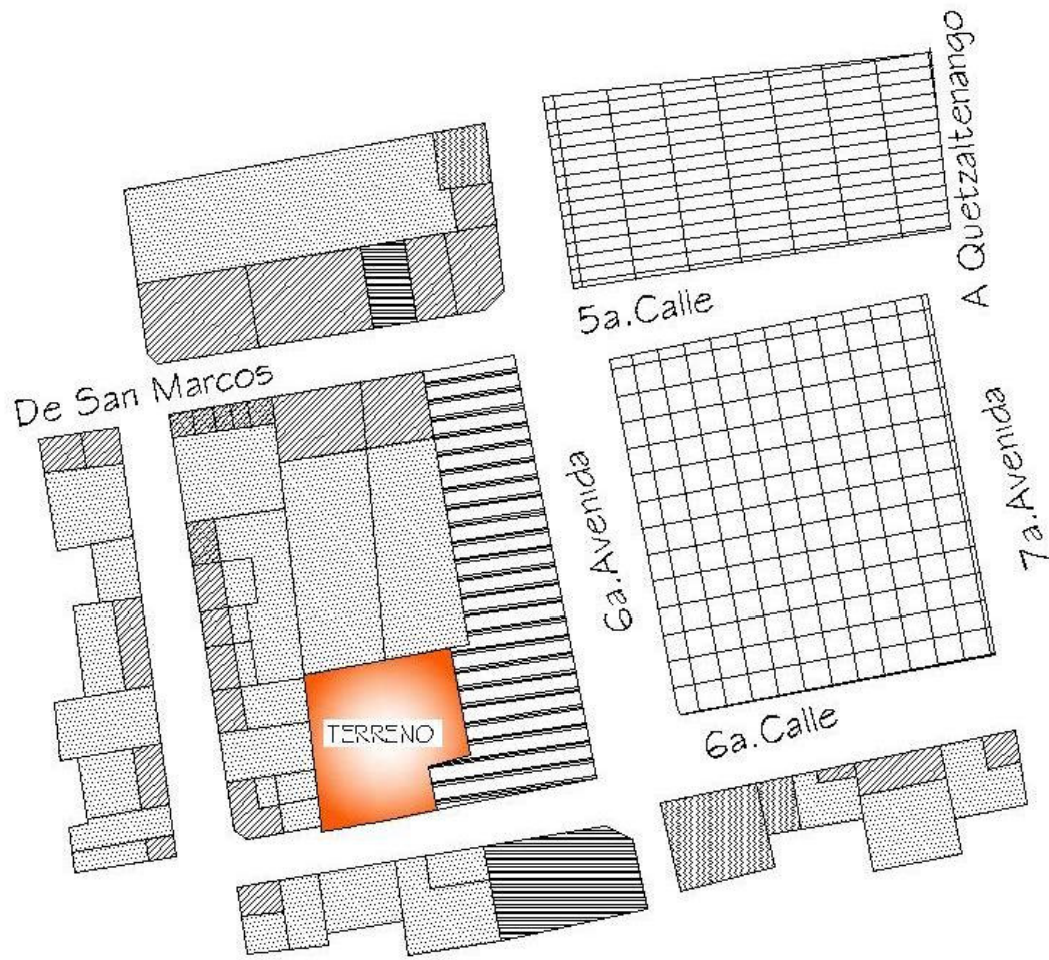 A Quetzaltenango
5a.Calle
De San Marcos
6a.Avenida
7a.Avenida
TERRENO
6a.Calle